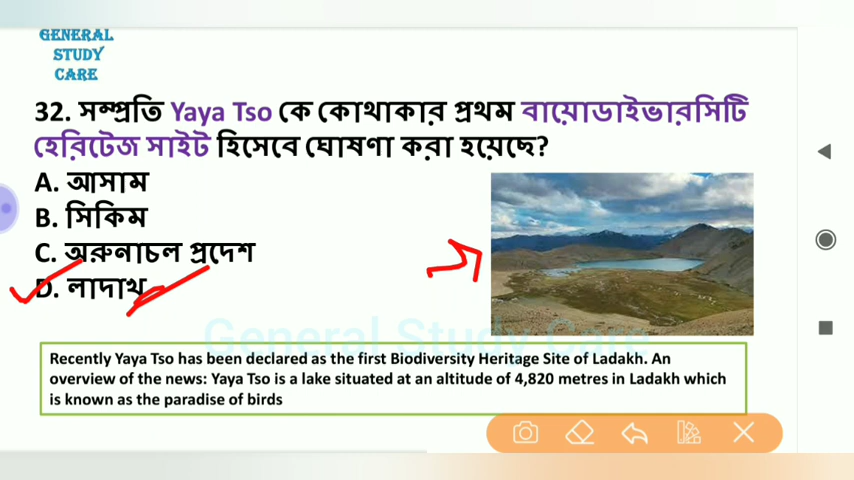 GENERAL
STUDY
CARE
32. সম্প্রতি Yaya Tso কে কোথাকার প্রথম বায়োডাইভারসিটি
হেরিটেজ সাইট হিসেবে ঘোষণা করা হয়েছে?
A. আসাম
B. সিকিম
C. অরুনাচল প্রদেশ
D. লাদাখ
General Study Care
Recently Yaya Tso has been declared as the first Biodiversity Heritage Site of Ladakh. An
overview of the news: Yaya Tso is a lake situated at an altitude of 4,820 metres in Ladakh which
is known as the paradise of birds